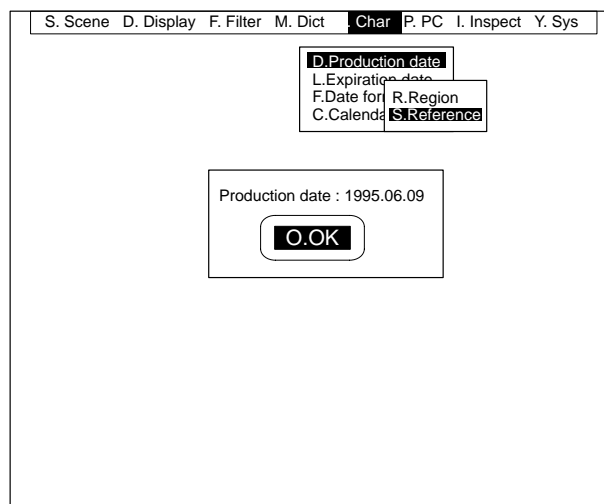 S. Scene D. Display F. Filter M. Dict . Char P. PC I. Inspect Y. Sys
D.Production date
L.Expiration date
F.Date for
C.Calenda
R.Region
S.Reference
Production date : 1995.06.09
O.OK